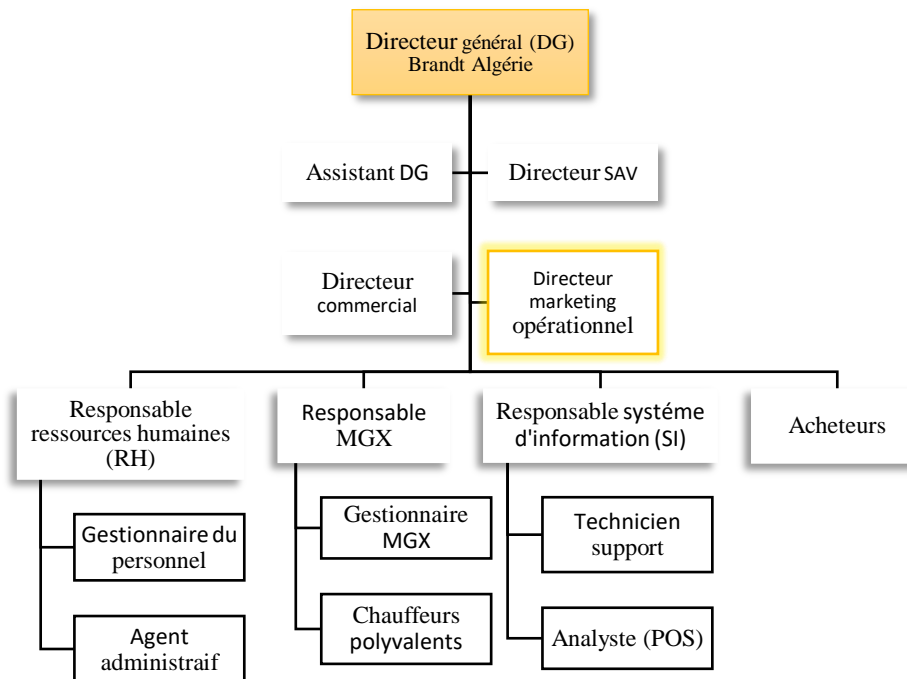 Directeur général (DG)
Brandt Algérie
Assistant DG
Directeur SAV
Directeur
commercial
Directeur
marketing
opérationnel
Responsable
ressources humaines
(RH)
Responsable
MGX
Responsable systéme
d'information (SI)
Acheteurs
Gestionnaire du
personnel
Gestionnaire
MGX
Technicien
support
Agent
administraif
Chauffeurs
polyvalents
Analyste (POS)